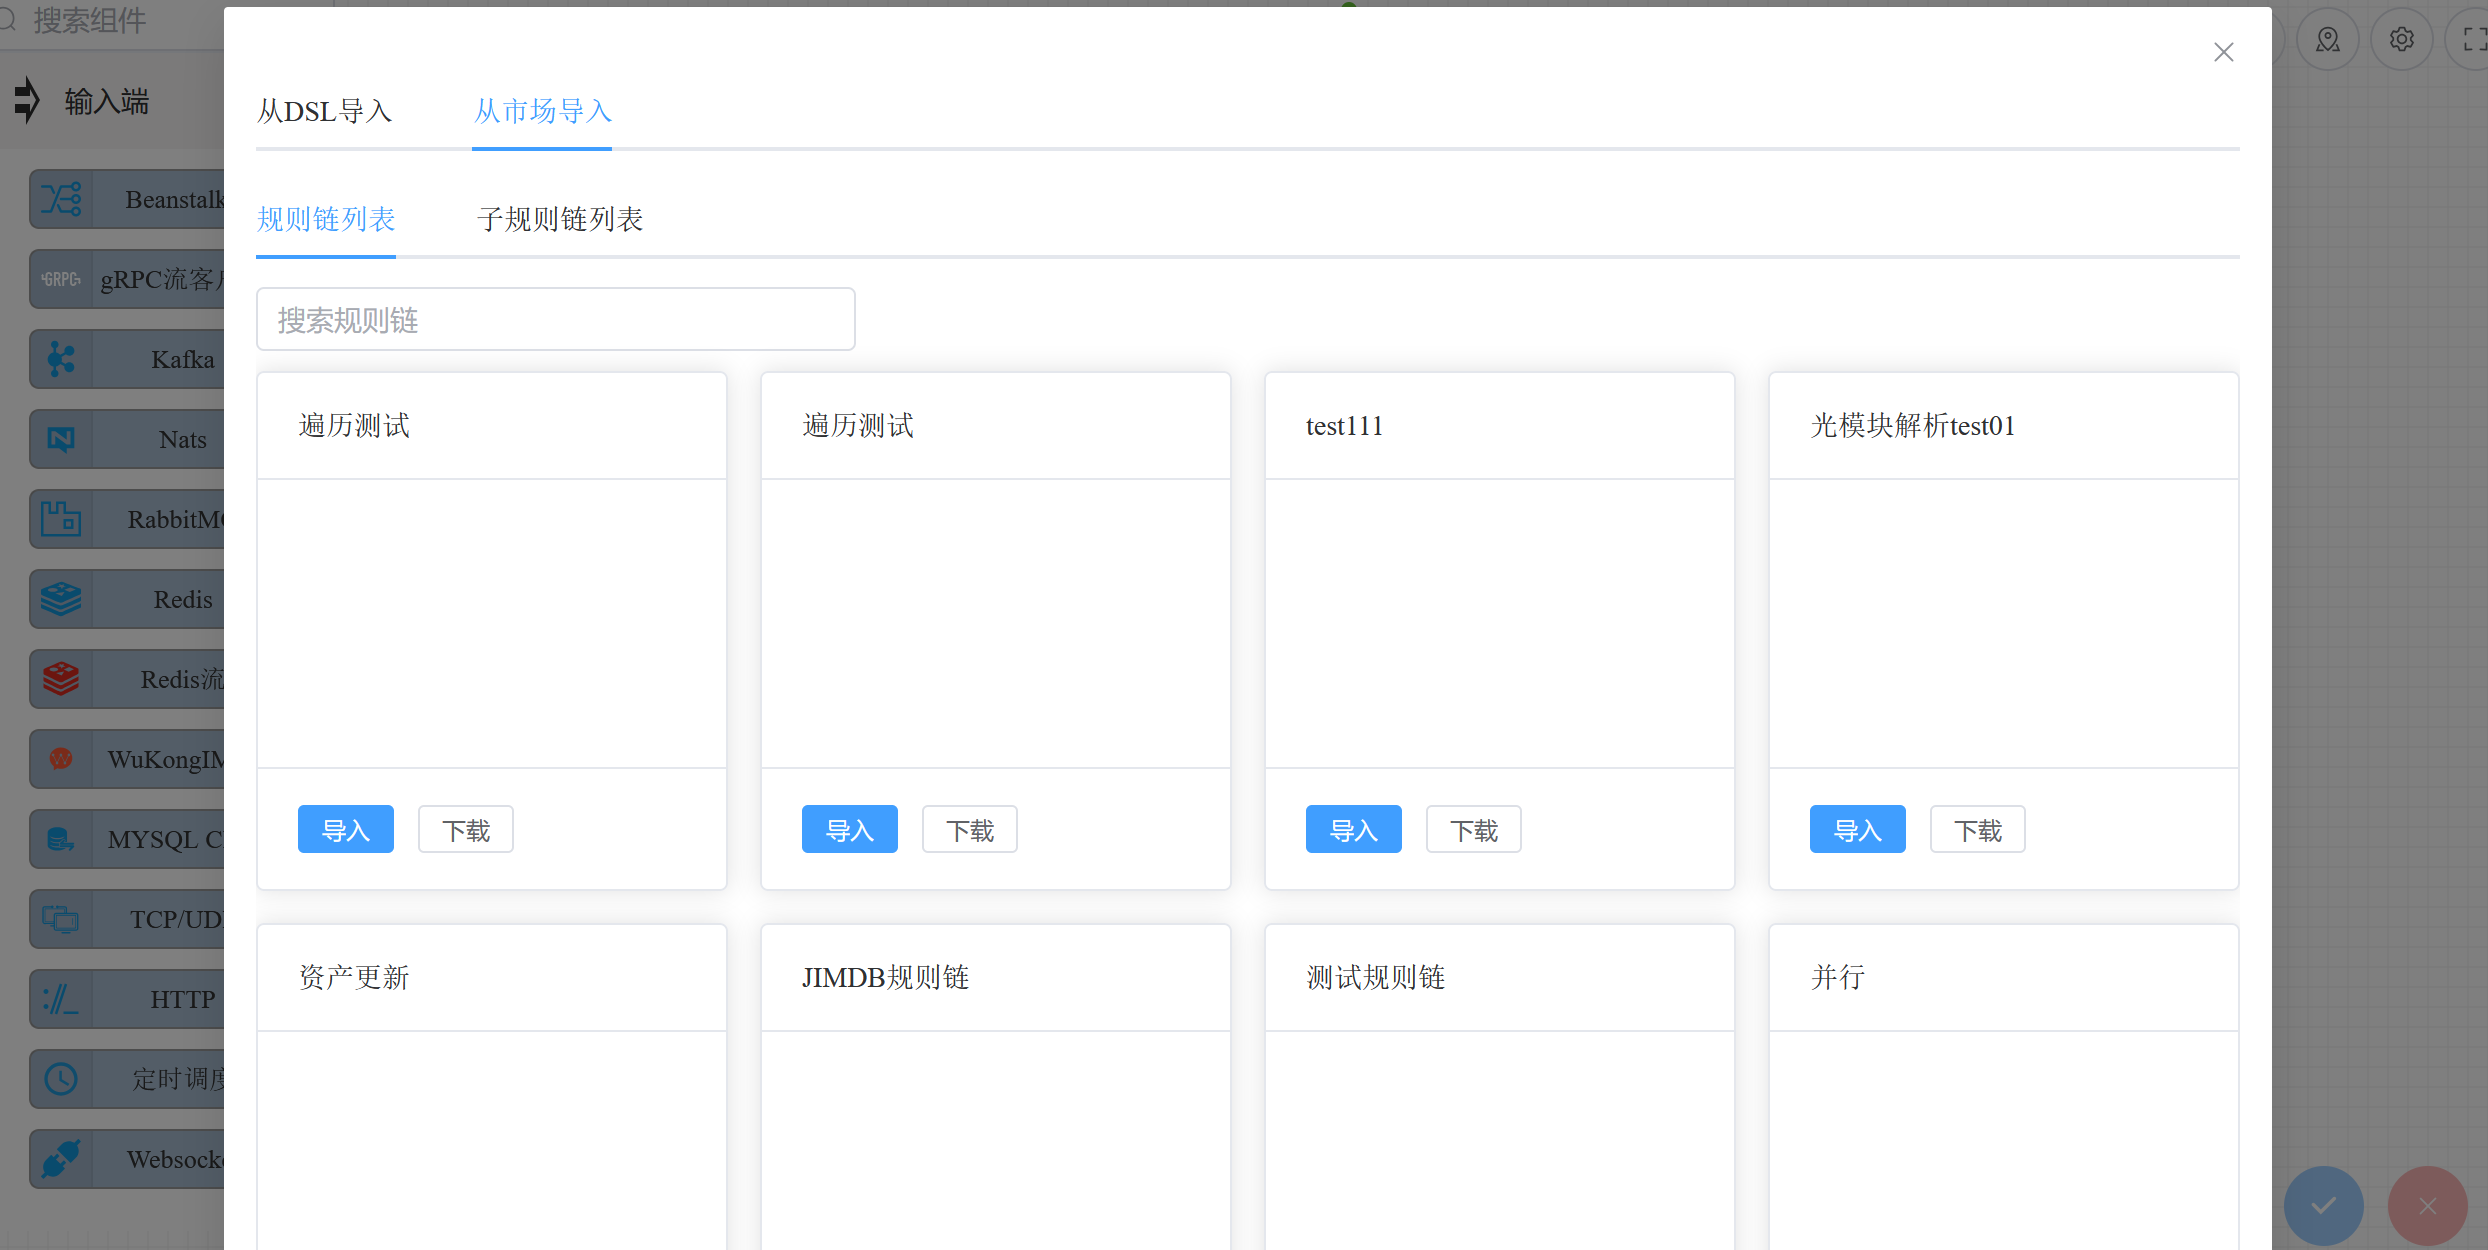 搜索组件
输入端
Beanstalk
gRPC流客户
Kafka
Nats
RabbitMQ
Redis
Redis流
WuKongIM
MYSQL C
TCP/UD
HTTP
定时调度
Websock
从DSL导入
从市场导入
规则链列表
子规则链列表
搜索规则链
遍历测试
遍历测试
test111
光模块解析test01
导入
下载
导入
下载
导入
下载
导入
下载
资产更新
JIMDB规则链
测试规则链
并行